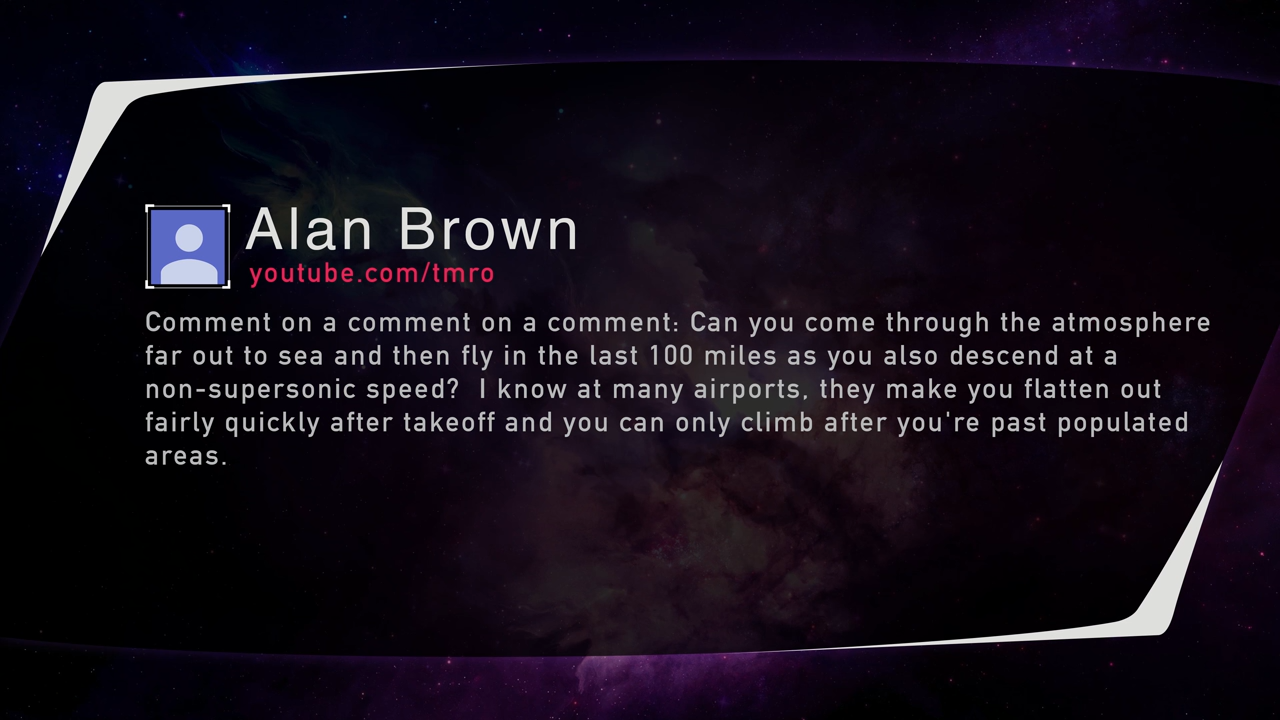 Alan Brown
youtube.com/tmro
Comment on a comment on a comment: Can you come through the atmosphere
far out to sea and then fly in the last 100 miles as you also descend at a
non-supersonic speed?  I know at many airports, they make you flatten out
fairly quickly after takeoff and you can only climb after you're past populated
areas.